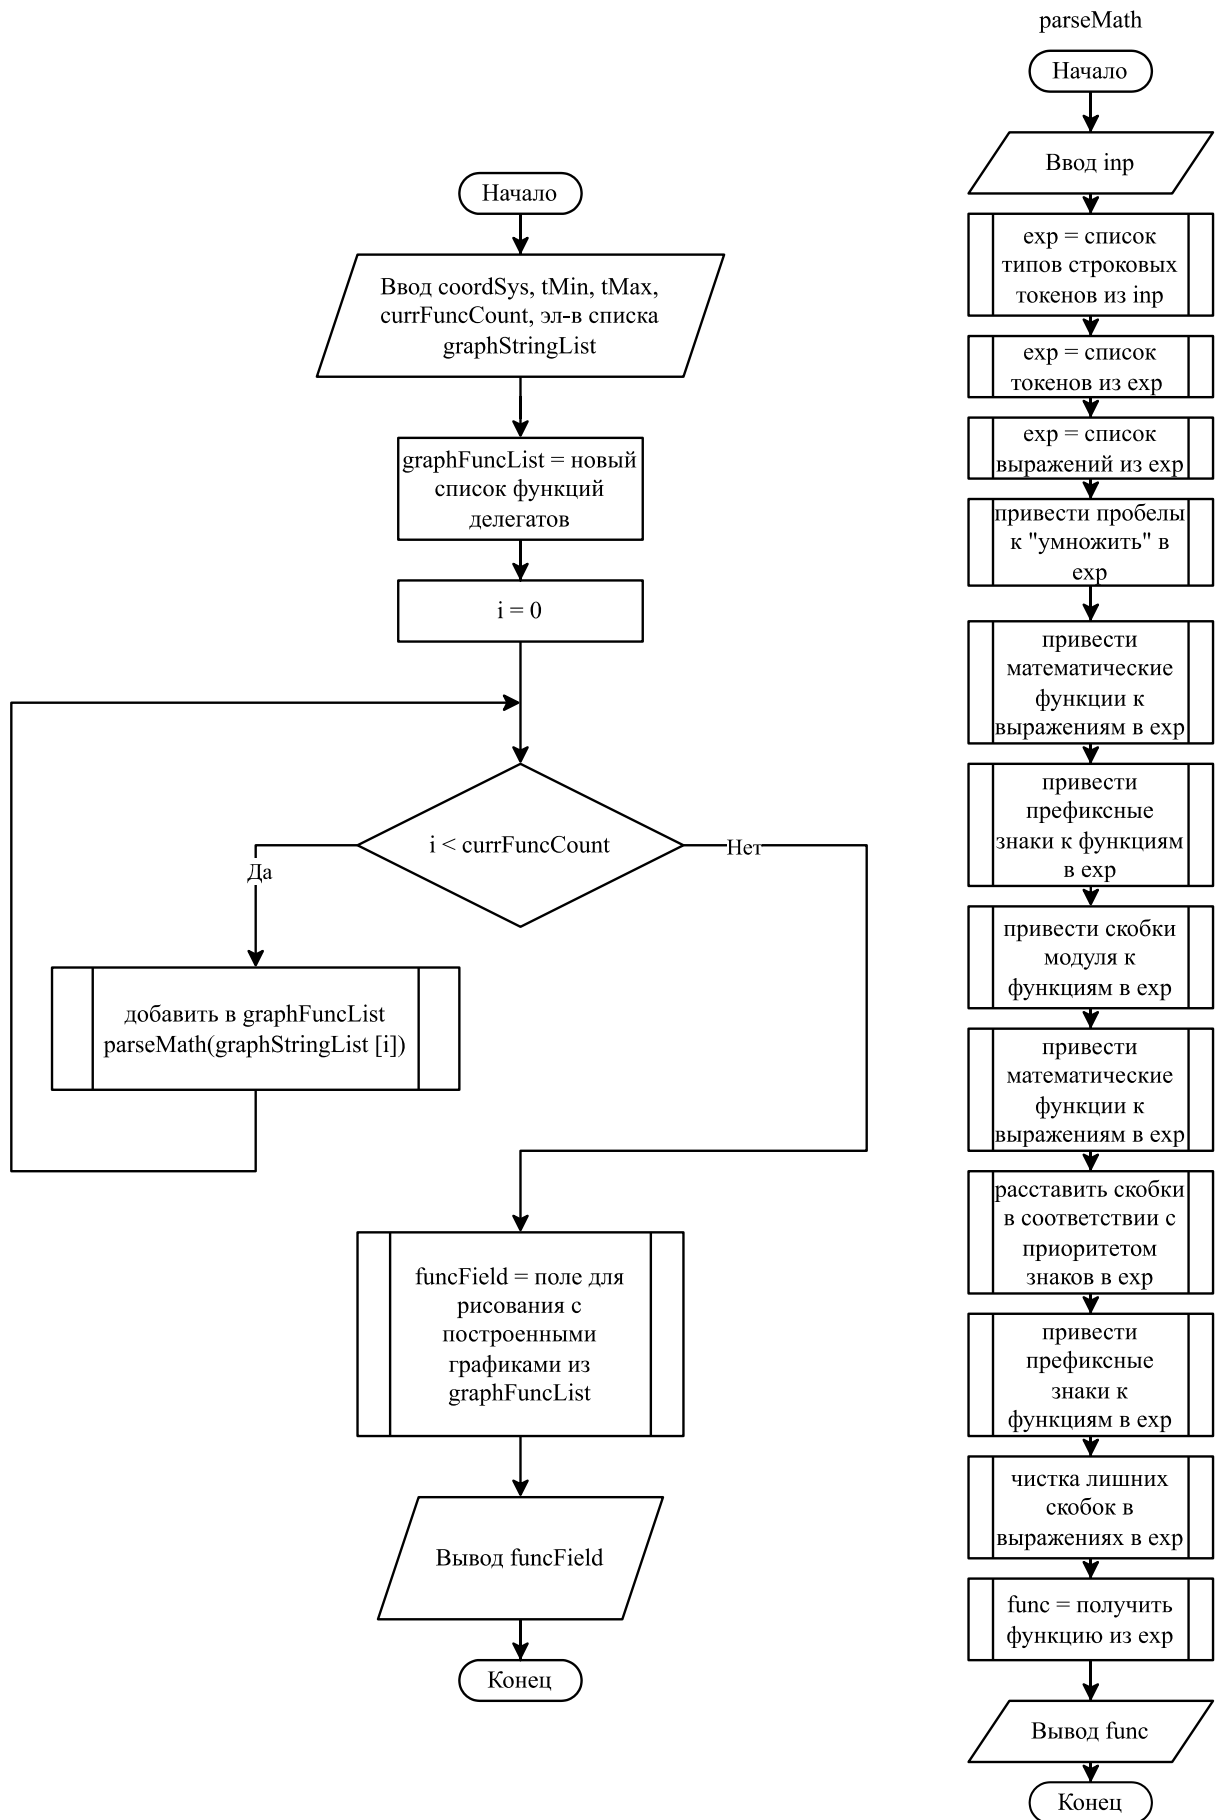 Начало
Ввод coordSys, tMin, tMax,
currFuncCount, эл-в списка
graphStringList
graphFuncList = новый
список функций
делегатов
i = 0
i < currFuncCount
Да
Нет
добавить в graphFuncList
parseMath(graphStringList [i])
funcField = поле для
рисования с
построенными
графиками из
graphFuncList
Вывод funcField
Конец
parseMath
Начало
Ввод inp
exp = список
типов строковых
токенов из inp
exp = список
токенов из exp
exp = список
выражений из exp
привести пробелы
к "умножить" в
exp
привести
математические
функции к
выражениям в exp
привести
префиксные
знаки к функциям
в exp
привести скобки
модуля к
функциям в exp
привести
математические
функции к
выражениям в exp
расставить скобки
в соответствии с
приоритетом
знаков в exp
привести
префиксные
знаки к
функциям в exp
чистка лишних
скобок в
выражениях в exp
func = получить
функцию из exp
Вывод func
Конец